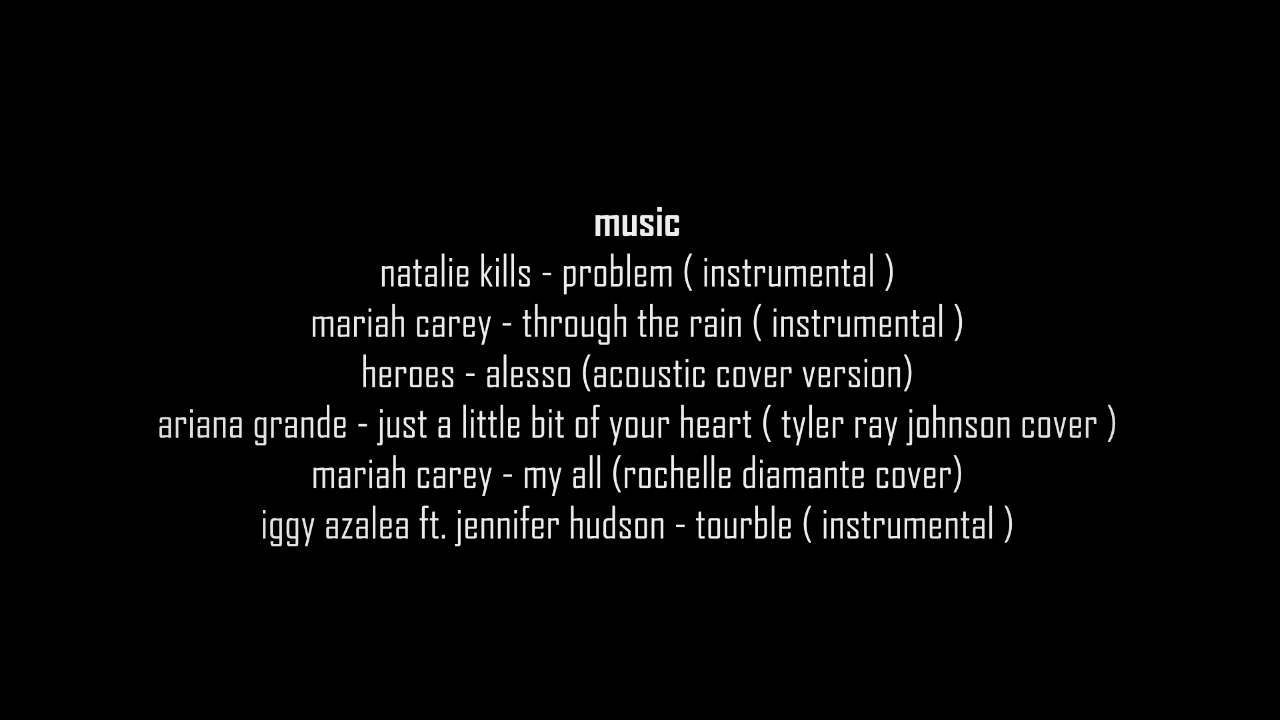 music
natalie kills - problem ( instrumental )
mariah carey - through the rain ( instrumental )
heroes - alesso (acoustic cover version)
ariana grande - just a little bit of your heart ( tyler ray johnson cover )
mariah carey - my all (rochelle diamante cover)
iggy azalea ft. jennifer hudson - tourble ( instrumental )